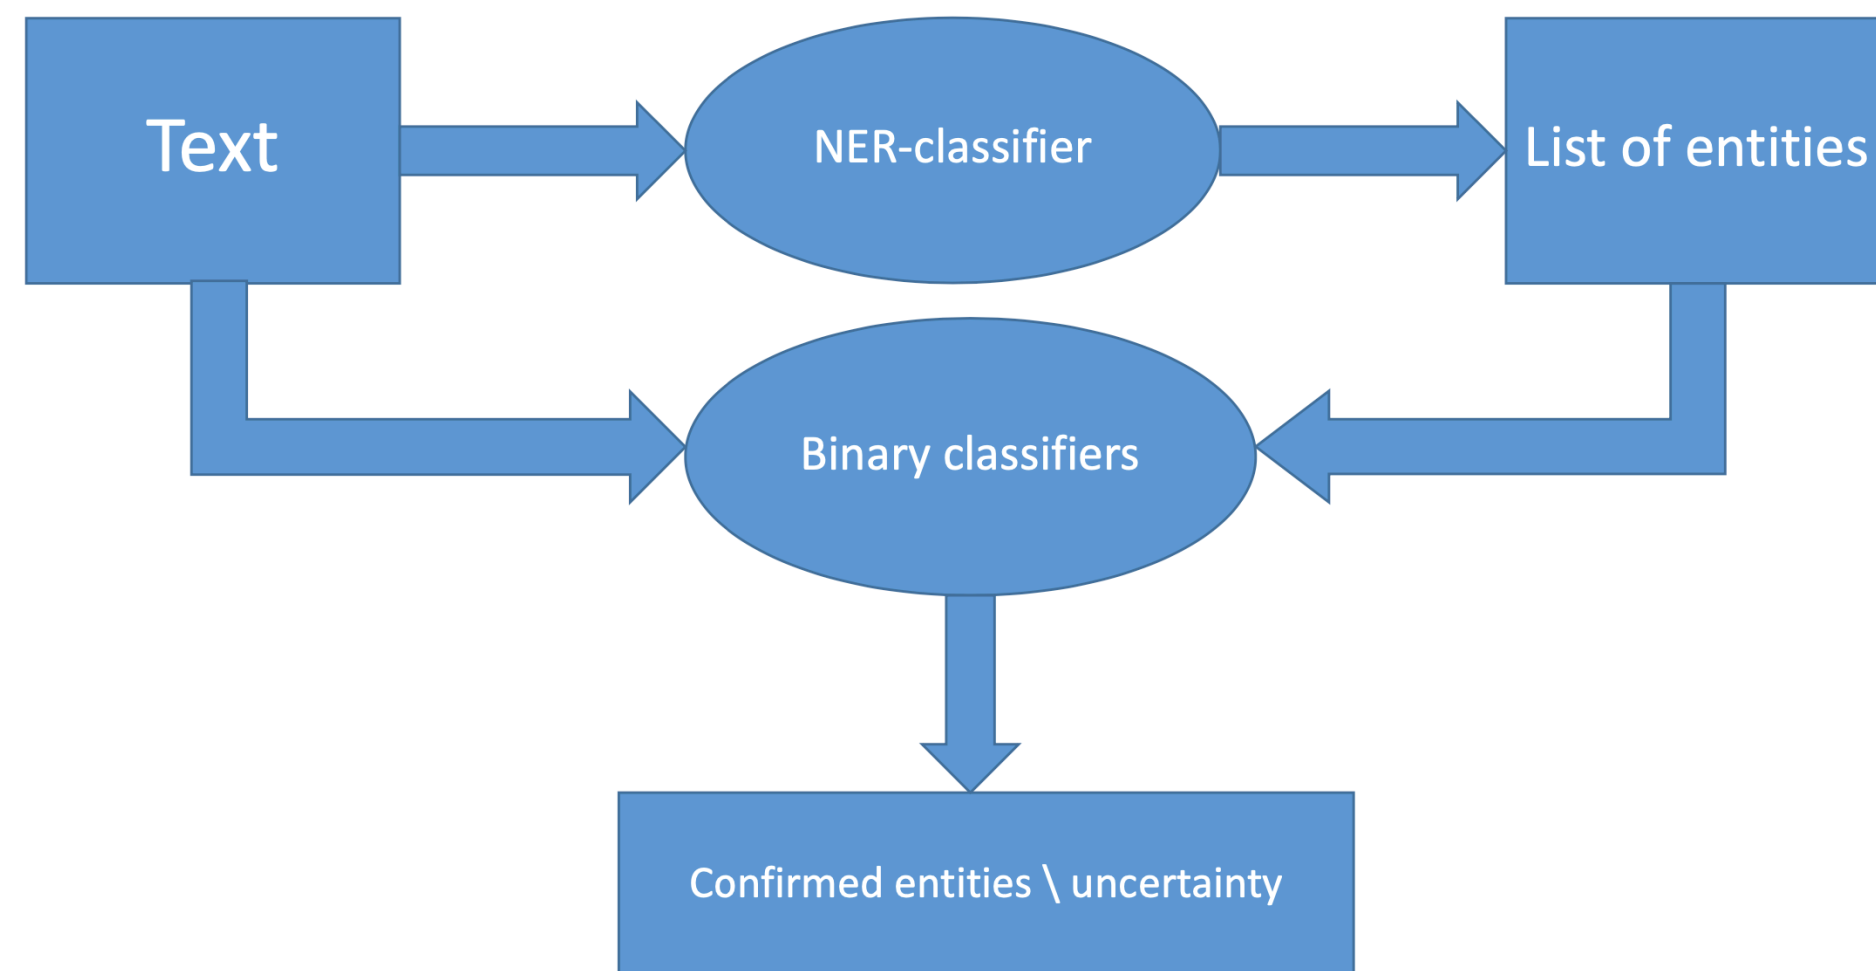 Text
NER-classifier
List of entities
Binary classifiers
Confirmed entities \ uncertainty